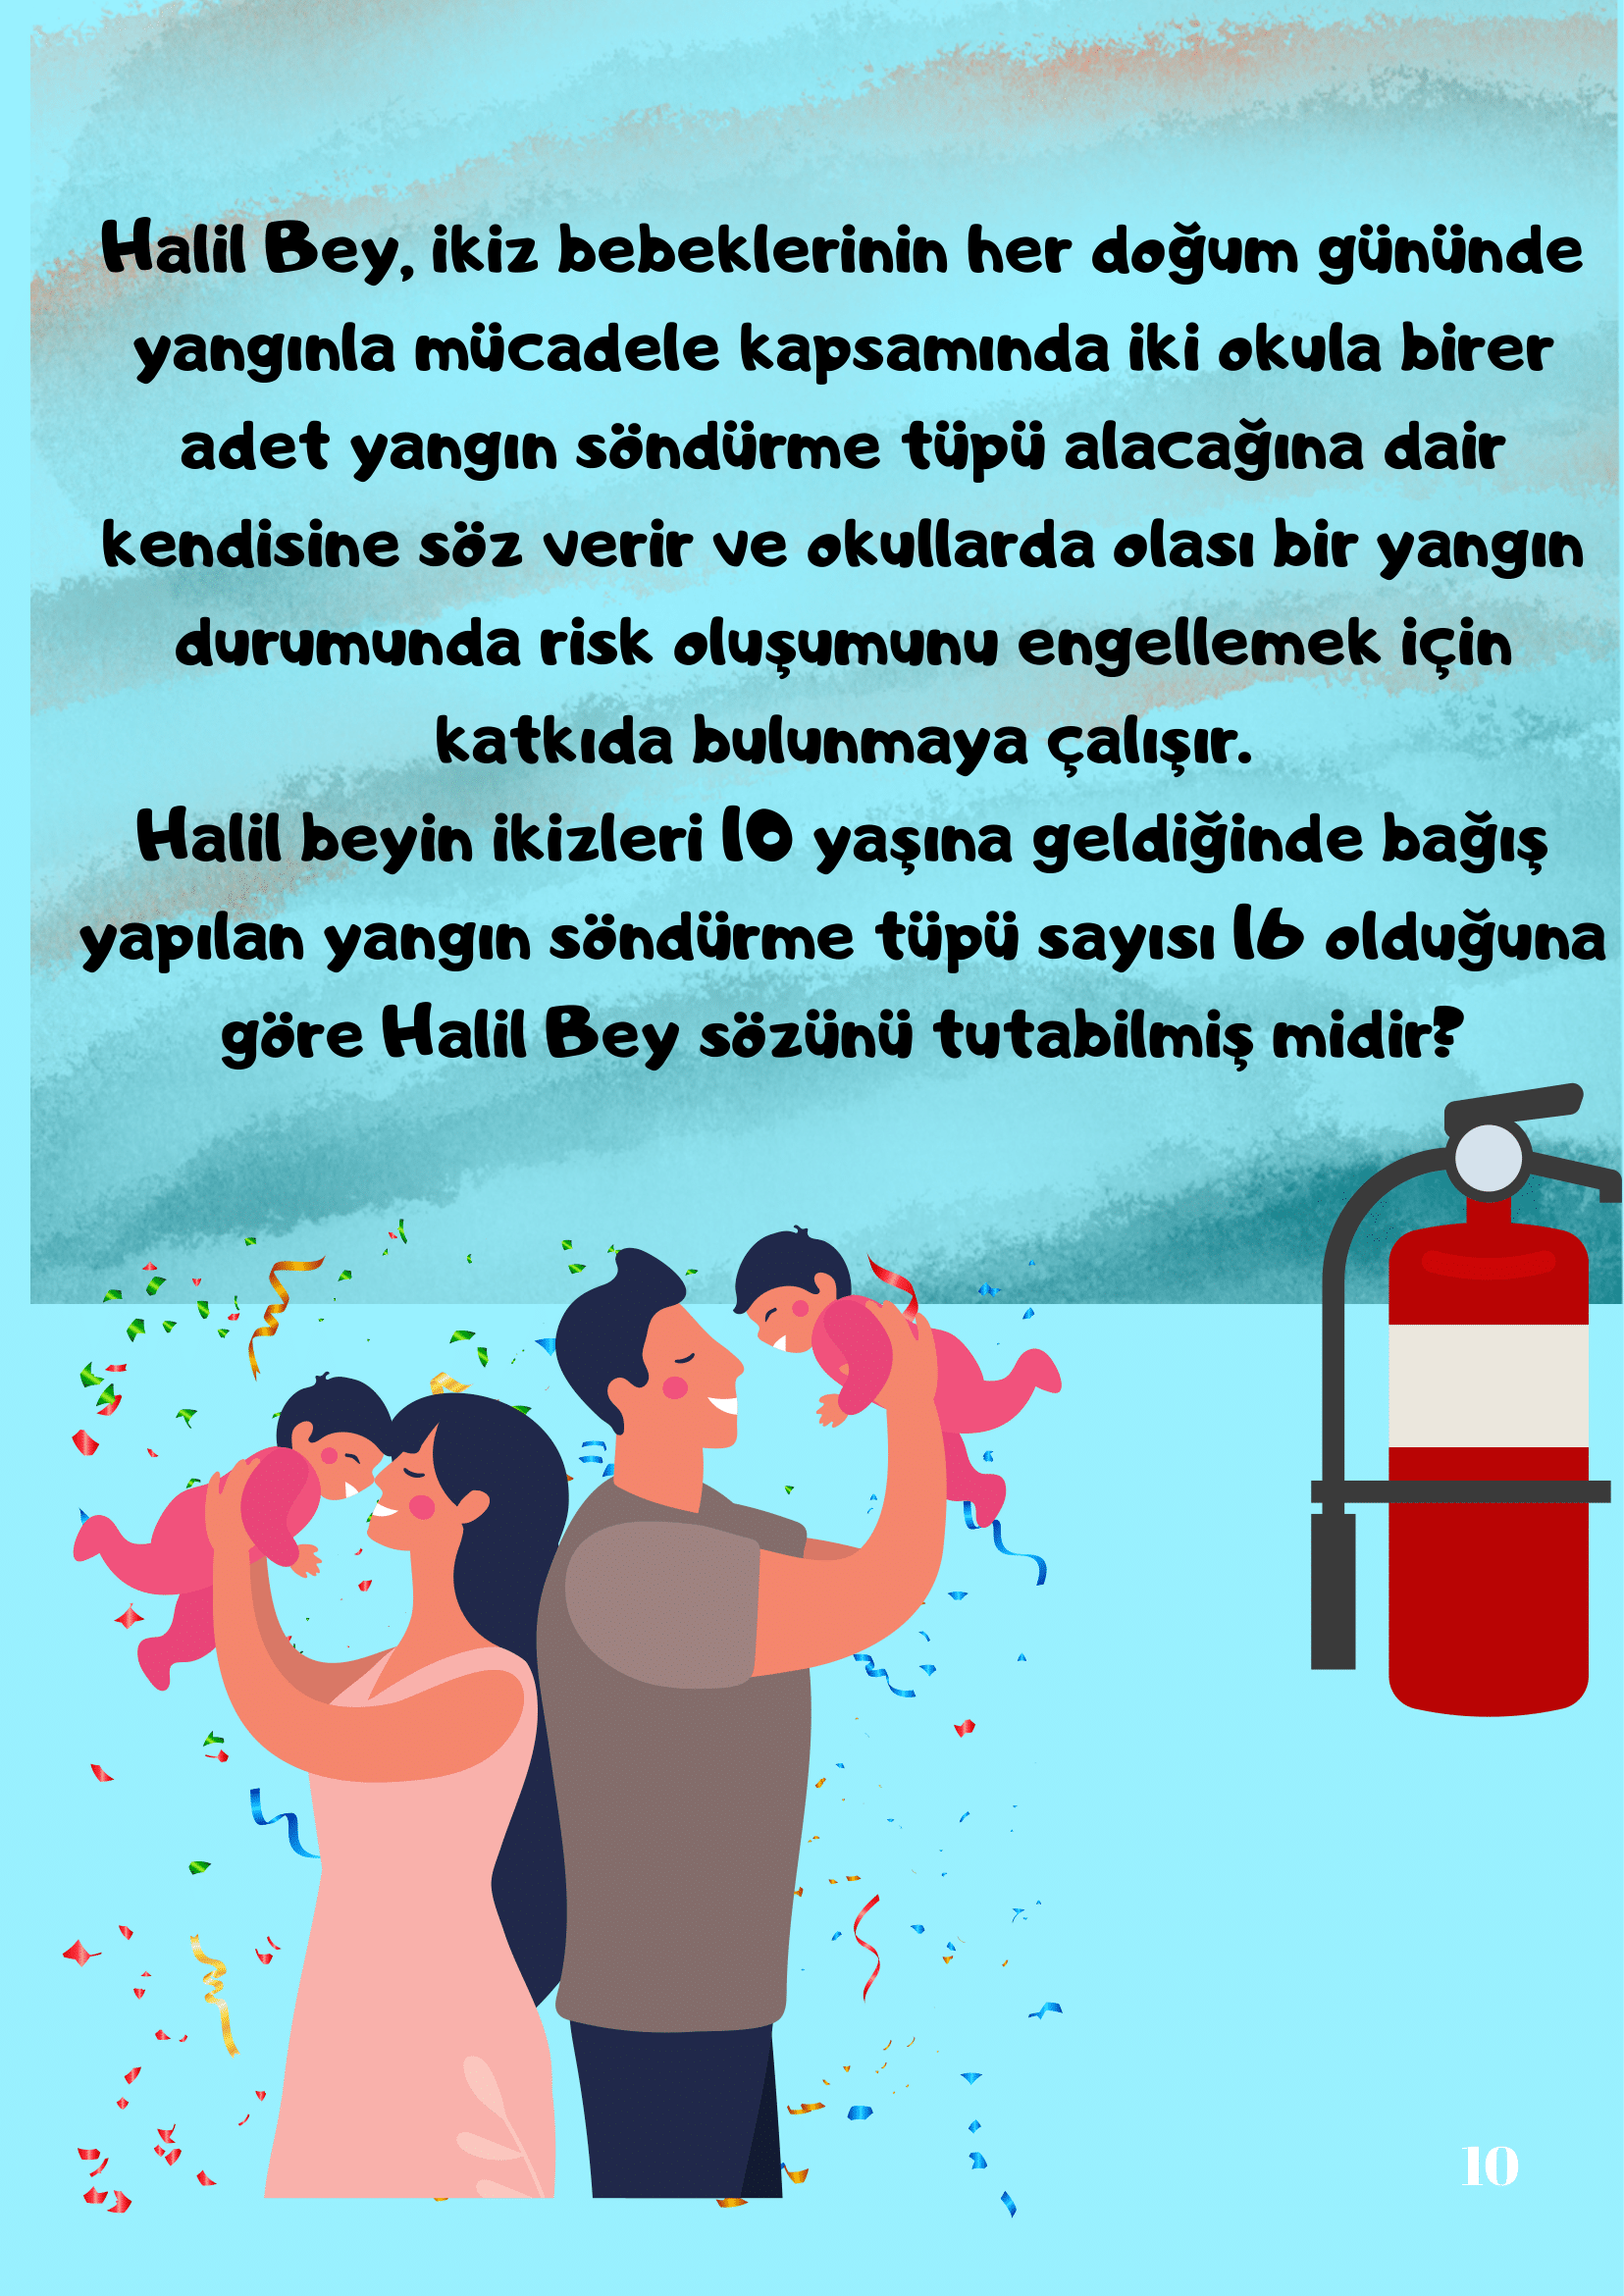 Halil Bey, ikiz bebeklerinin her doğum gününde
yangınla mücadele kapsamında iki okula birer
adet yangın söndürme tüpü alacağına dair
kendisine söz verir ve okullarda olası bir yangın
durumunda risk oluşumunu engellemek için
katkıda bulunmaya çalışır.
Halil beyin ikizleri 10 yaşına geldiğinde bağış
yapılan yangın söndürme tüpü sayısı 16 olduğuna
göre Halil Bey sözünü tutabilmiş midir?
10